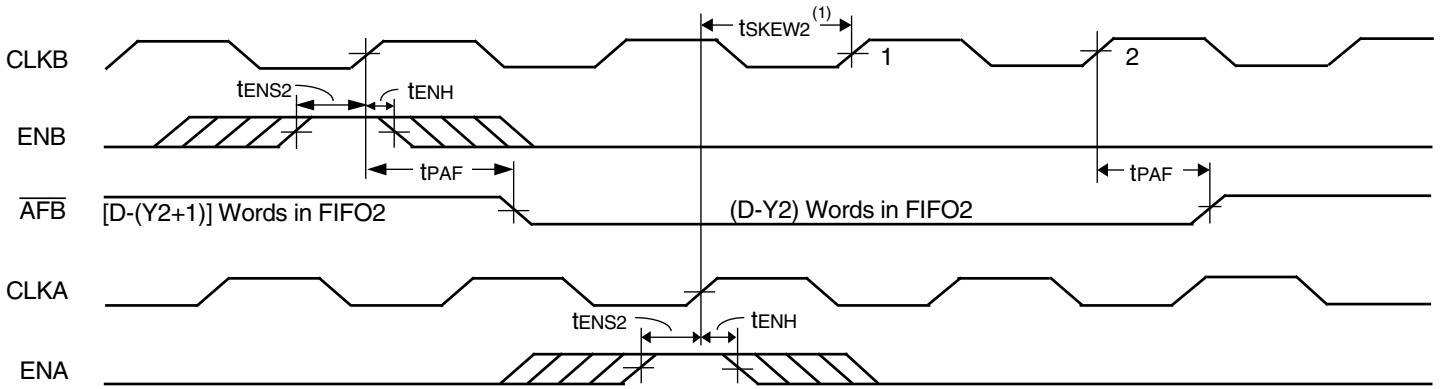 tSKEW2 (1)
CLKB
1
2
tENS2
tENH
ENB
tPAF
tPAF
AFB
[D-(Y2+1)] Words in FIFO2
(D-Y2) Words in FIFO2
CLKA
tENS2
tENH
ENA